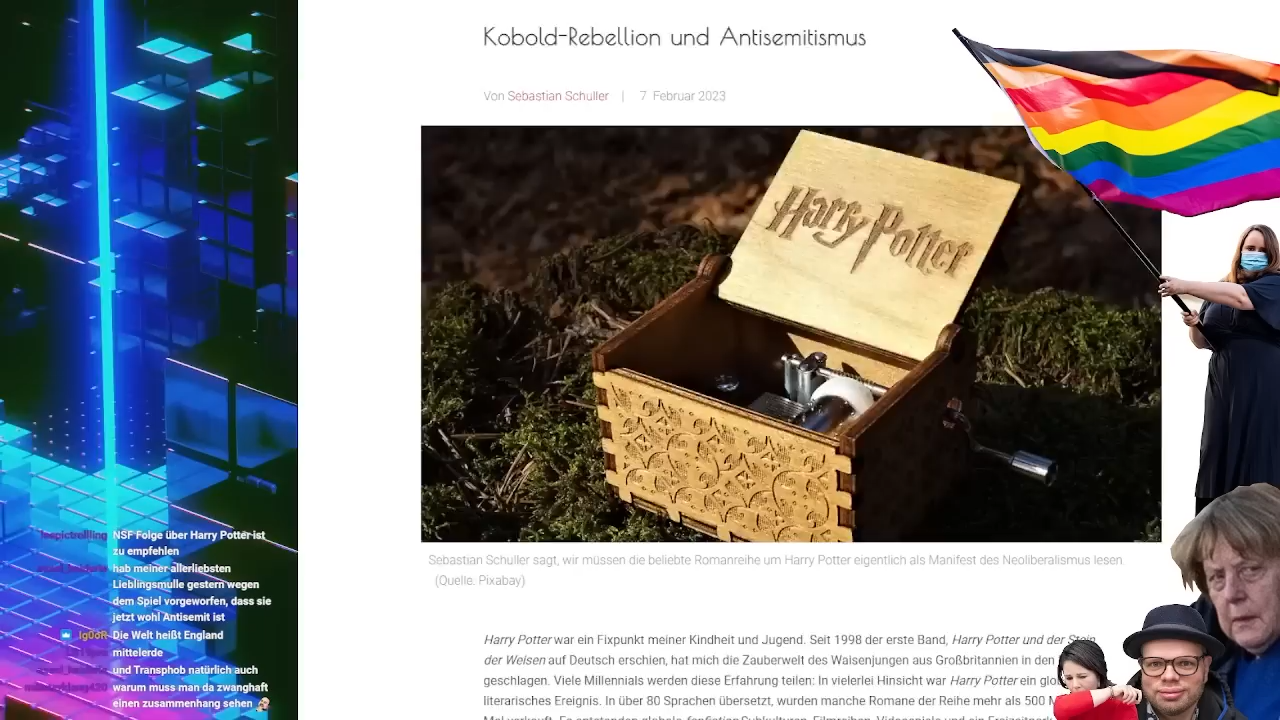 Kobold-Rebellion und Antisemitismus
Von Sebastian Schuller | 7 Februar 2023
Harry Potter
Sebastian Schuller sagt, wir müssen die beliebte Romanreihe um Harry Potter eigentlich als Manifest des Neoliberalismus lesen.
(Quelle: Pixabay)
Harry Potter war ein Fixpunkt meiner Kindheit und Jugend. Seit 1998 der erste Band, Harry Potter und der Stein
der Weisen auf Deutsch erschien, hat mich die Zauberwelt des Waisenjungen aus Großbritannien in den
geschlagen. Viele Millennials werden diese Erfahrung teilen: In vielerlei Hinsicht war Harry Potter ein
literarisches Ereignis. In über 80 Sprachen übersetzt, wurden manche Romane der Reihe mehr als 500
NSF Folge über Harry Potter ist
zu empfehlen
hab meiner allerliebsten
Lieblingsmulle gestern wegen
dem Spiel vorgeworfen, dass sie
jetzt wohl Antisemit ist
Die Welt heißt England
mittelerde
und Transphob natürlich auch
warum muss man da zwanghaft
einen zusammenhang sehen